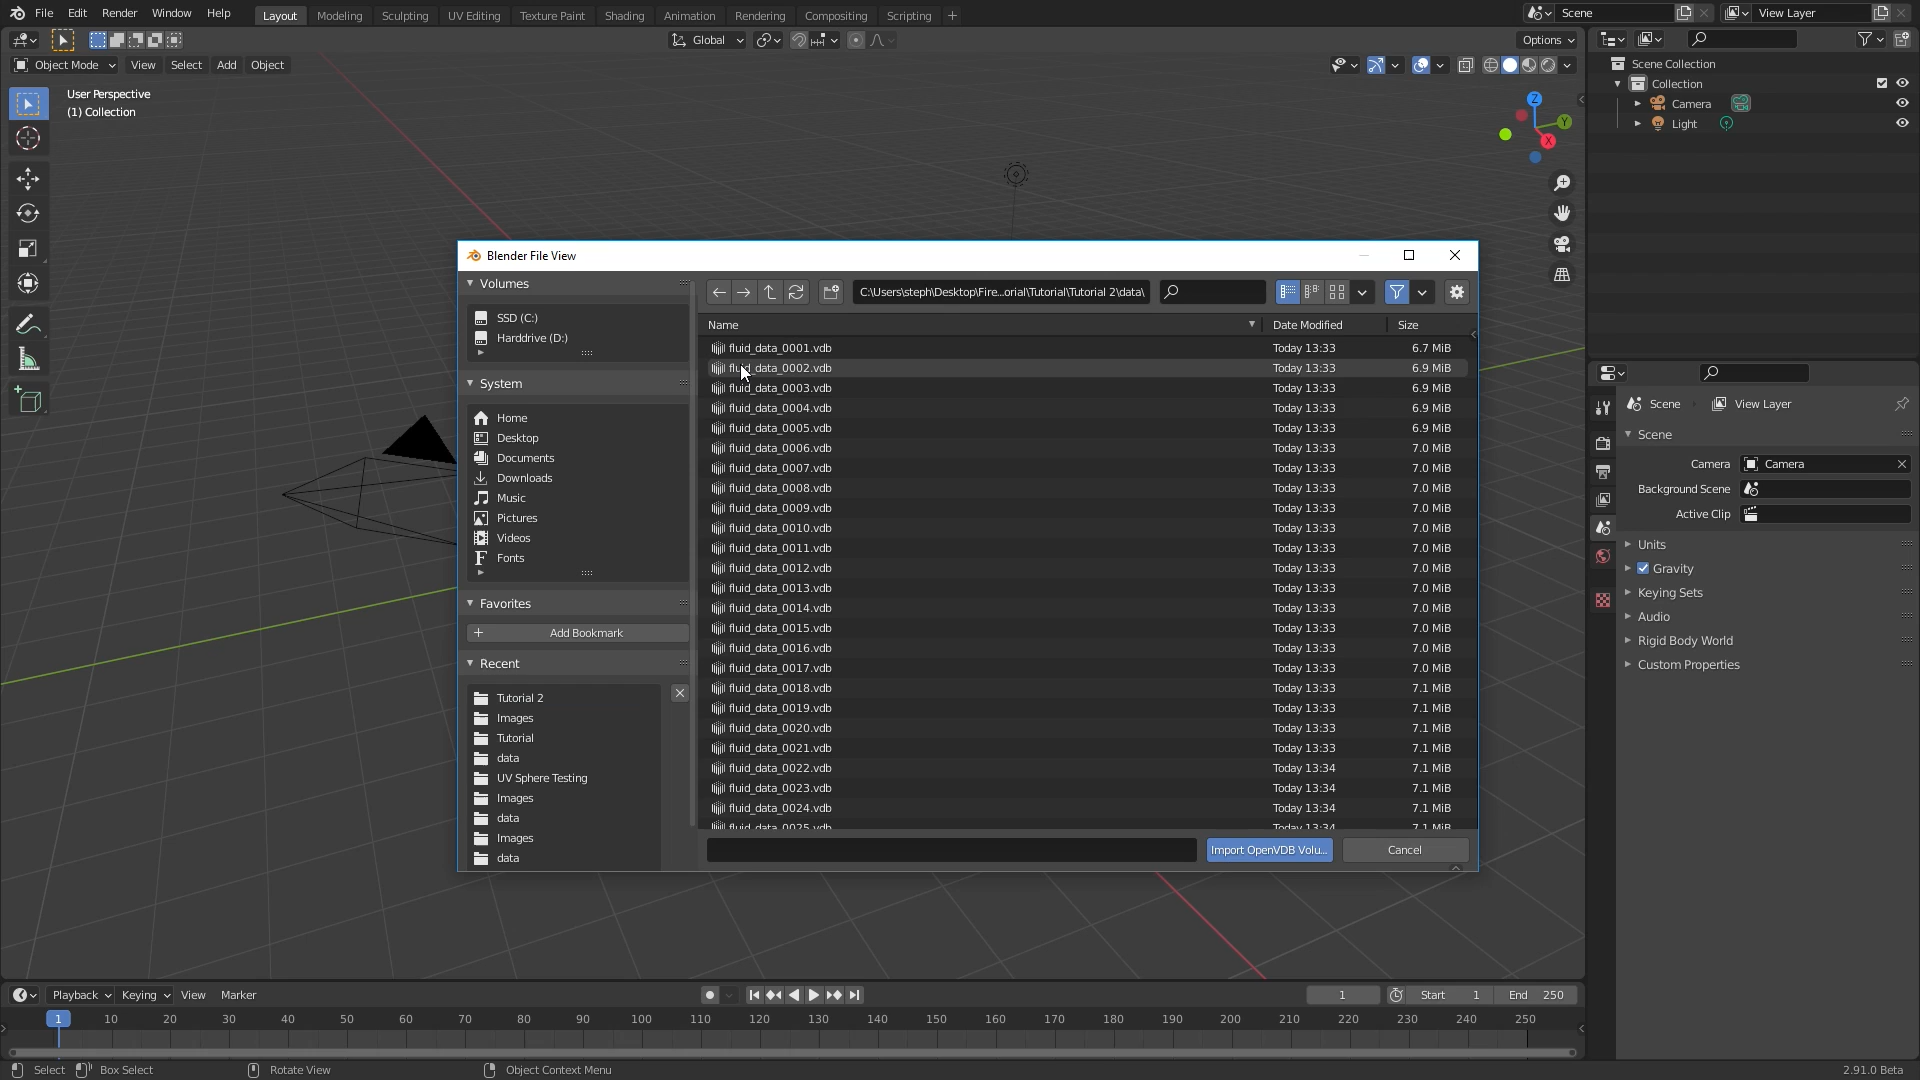 File Edit Render Window Help Layout Modeling Sculpting UV Editing Texture Paint Shading Animation Rendering Compositing Scripting + Scene View Layer
Global Options
Object Mode View Select Add Object
User Perspective
(1) Collection
Z
Y
X
Scene Collection
Collection
Camera
Light
Blender File View
Volumes
SSD (C:)
Harddrive (D:)
System
Home
Desktop
Documents
Downloads
Music
Pictures
Videos
Fonts
Favorites
Add Bookmark
Recent
Tutorial 2
Images
Tutorial
data
UV Sphere Testing
Images
data
Images
data
C:\Users\steph\Desktop\Fire...orial\Tutorial\Tutorial 2\data\
Name Date Modified Size
fluid_data_0001.vdb Today 13:33 6.7 MiB
fluid_data_0002.vdb Today 13:33 6.9 MiB
fluid_data_0003.vdb Today 13:33 6.9 MiB
fluid_data_0004.vdb Today 13:33 6.9 MiB
fluid_data_0005.vdb Today 13:33 6.9 MiB
fluid_data_0006.vdb Today 13:33 7.0 MiB
fluid_data_0007.vdb Today 13:33 7.0 MiB
fluid_data_0008.vdb Today 13:33 7.0 MiB
fluid_data_0009.vdb Today 13:33 7.0 MiB
fluid_data_0010.vdb Today 13:33 7.0 MiB
fluid_data_0011.vdb Today 13:33 7.0 MiB
fluid_data_0012.vdb Today 13:33 7.0 MiB
fluid_data_0013.vdb Today 13:33 7.0 MiB
fluid_data_0014.vdb Today 13:33 7.0 MiB
fluid_data_0015.vdb Today 13:33 7.0 MiB
fluid_data_0016.vdb Today 13:33 7.0 MiB
fluid_data_0017.vdb Today 13:33 7.0 MiB
fluid_data_0018.vdb Today 13:33 7.1 MiB
fluid_data_0019.vdb Today 13:33 7.1 MiB
fluid_data_0020.vdb Today 13:33 7.1 MiB
fluid_data_0021.vdb Today 13:33 7.1 MiB
fluid_data_0022.vdb Today 13:34 7.1 MiB
fluid_data_0023.vdb Today 13:34 7.1 MiB
fluid_data_0024.vdb Today 13:34 7.1 MiB
fluid_data_0025.vdb Today 13:34 7.1 MiB
Import OpenVDB Volu... Cancel
Scene View Layer
Scene
Camera Camera
Background Scene
Active Clip
Units
Gravity
Keying Sets
Audio
Rigid Body World
Custom Properties
Playback Keying View Marker 1 Start 1 End 250
1 10 20 30 40 50 60 70 80 90 100 110 120 130 140 150 160 170 180 190 200 210 220 230 240 250
Select Box Select Rotate View Object Context Menu 2.91.0 Beta